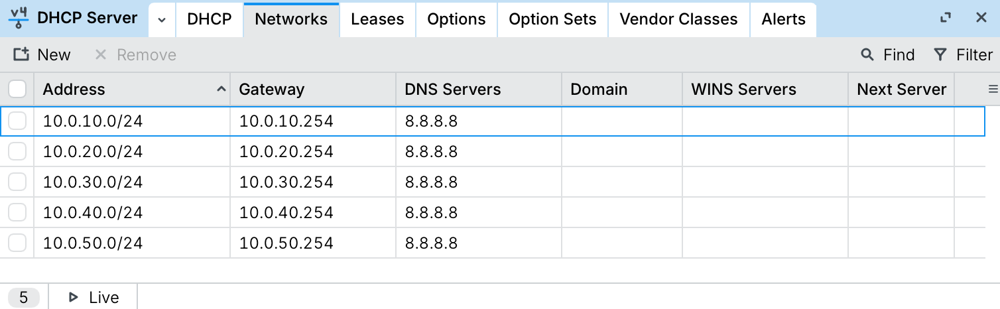 v4 DHCP Server DHCP Networks Leases Options Option Sets Vendor Classes Alerts
New Remove Find Filter
Address Gateway DNS Servers Domain WINS Servers Next Server
10.0.10.0/24 10.0.10.254 8.8.8.8
10.0.20.0/24 10.0.20.254 8.8.8.8
10.0.30.0/24 10.0.30.254 8.8.8.8
10.0.40.0/24 10.0.40.254 8.8.8.8
10.0.50.0/24 10.0.50.254 8.8.8.8
5 Live